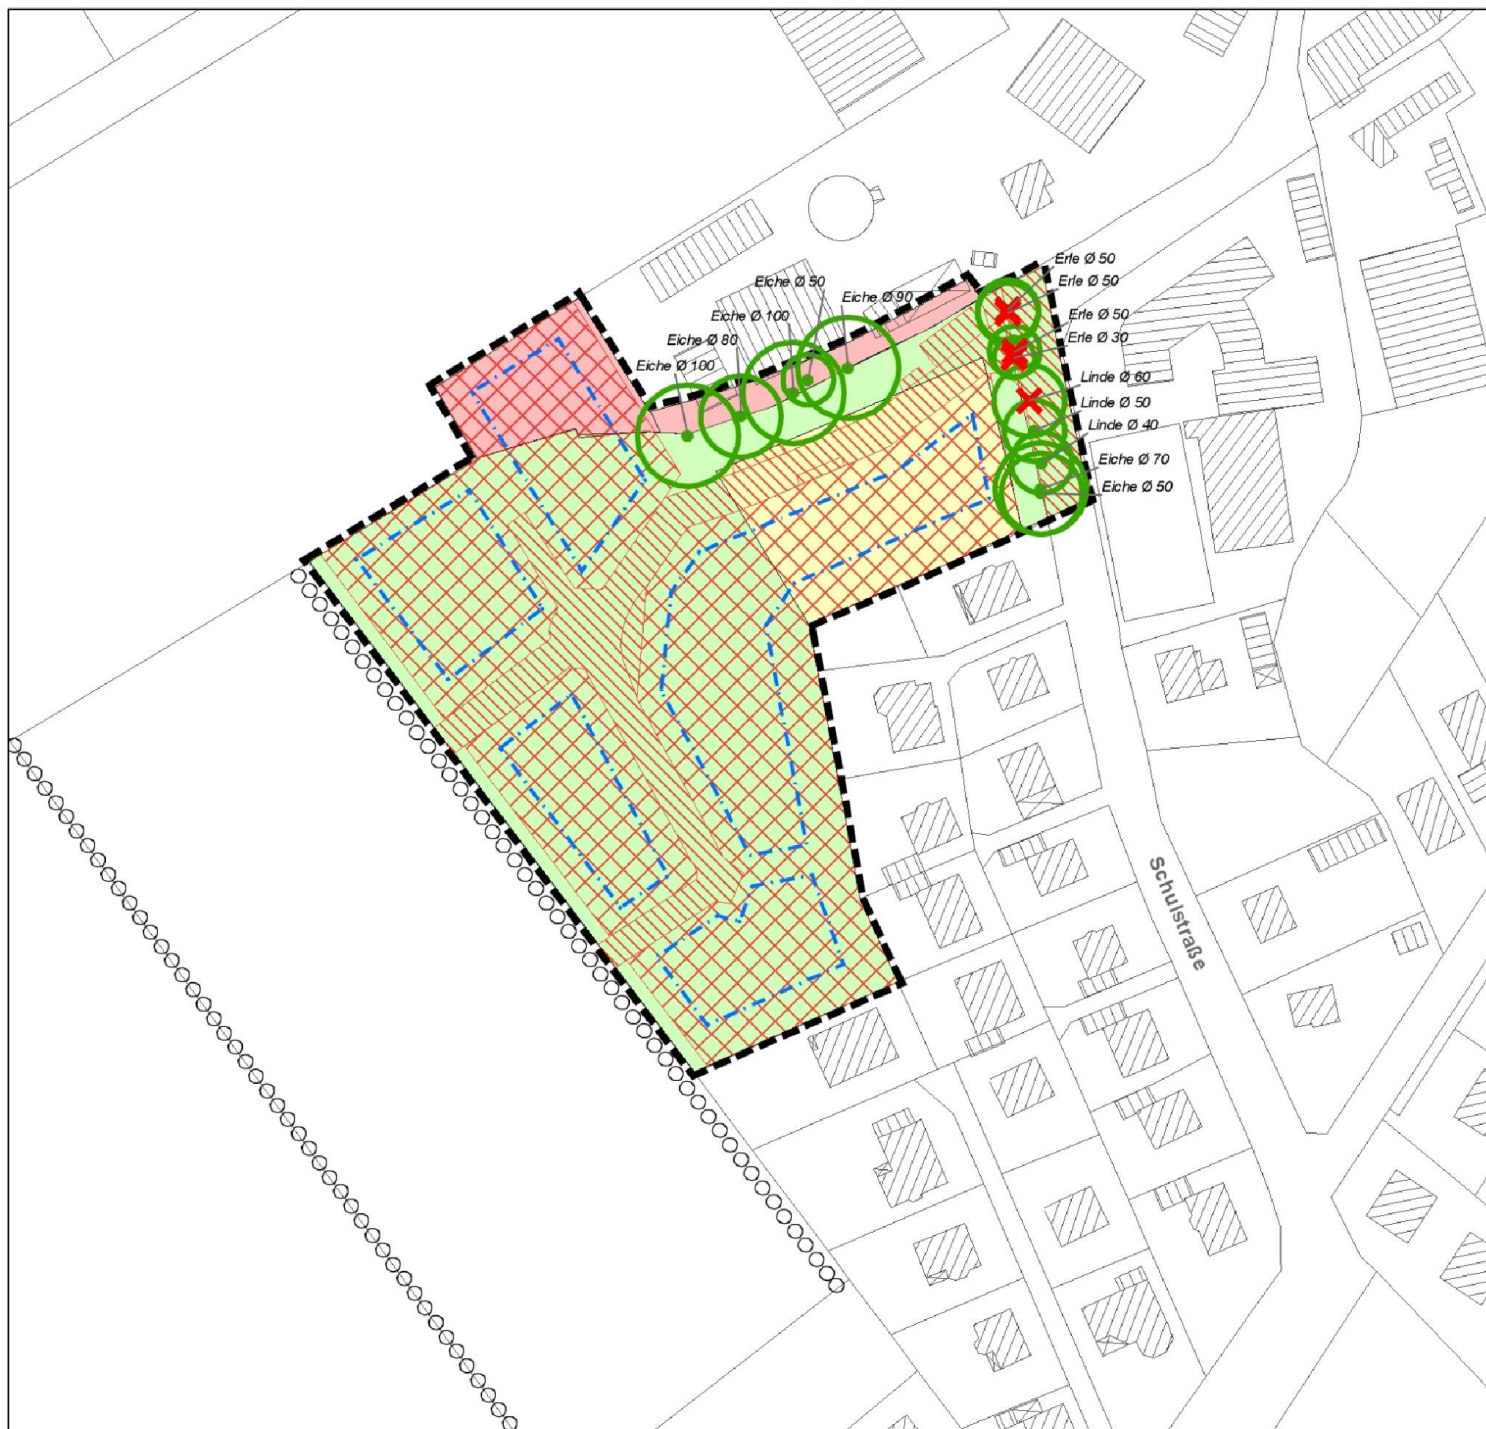 Erle Ø 50
Erle Ø 50
Eiche Ø 50
Eiche Ø 90
Eiche Ø 100
Erle Ø 50
Eiche Ø 80
Erle Ø 30
Eiche Ø 100
Linde Ø 60
Linde Ø 50
Linde Ø 40
Eiche Ø 70
Eiche Ø 50
Schulstraße